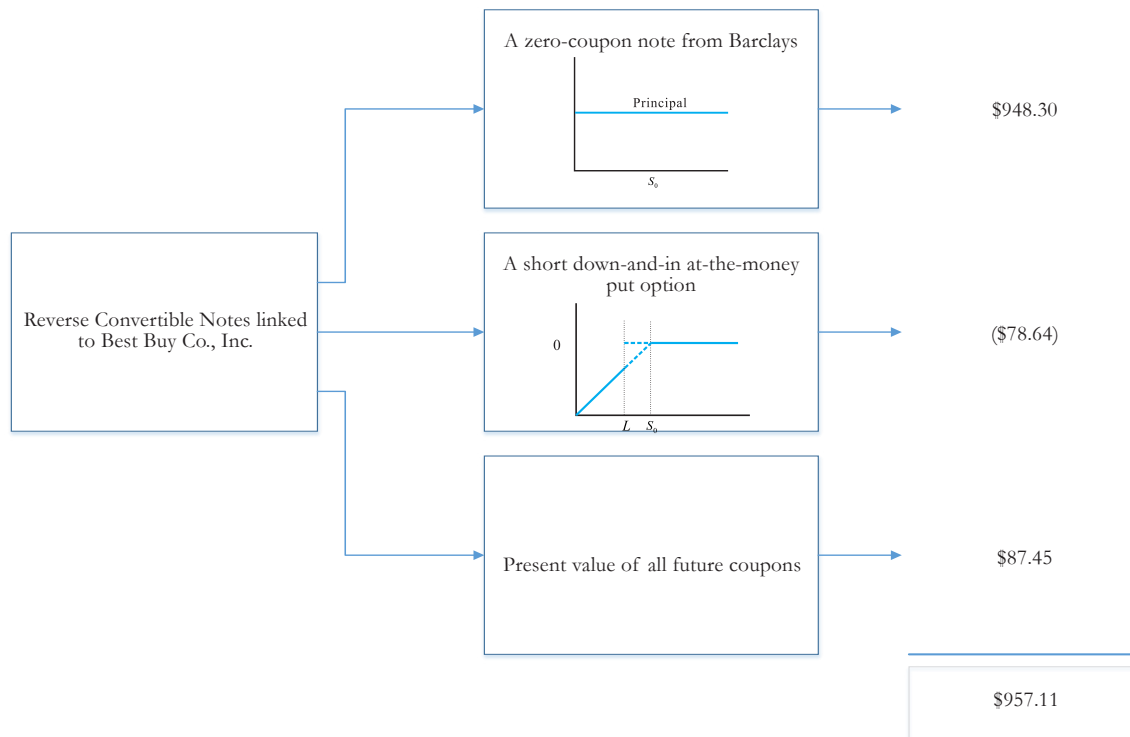 A zero-coupon note from Barclays
Principal
S₀
$948.30
Reverse Convertible Notes linked
to Best Buy Co., Inc.
A short down-and-in at-the-money
put option
0
L S₀
($78.64)
Present value of all future coupons
$87.45
$957.11